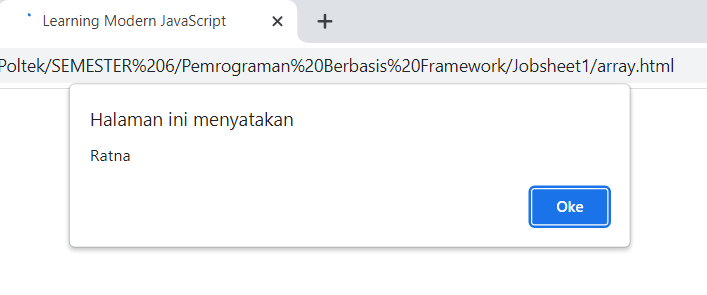 Learning Modern JavaScript
Poltek/SEMESTER%206/Pemrograman%20Berbasis%20Framework/Jobsheet1/array.html
Halaman ini menyatakan
Ratna
Oke